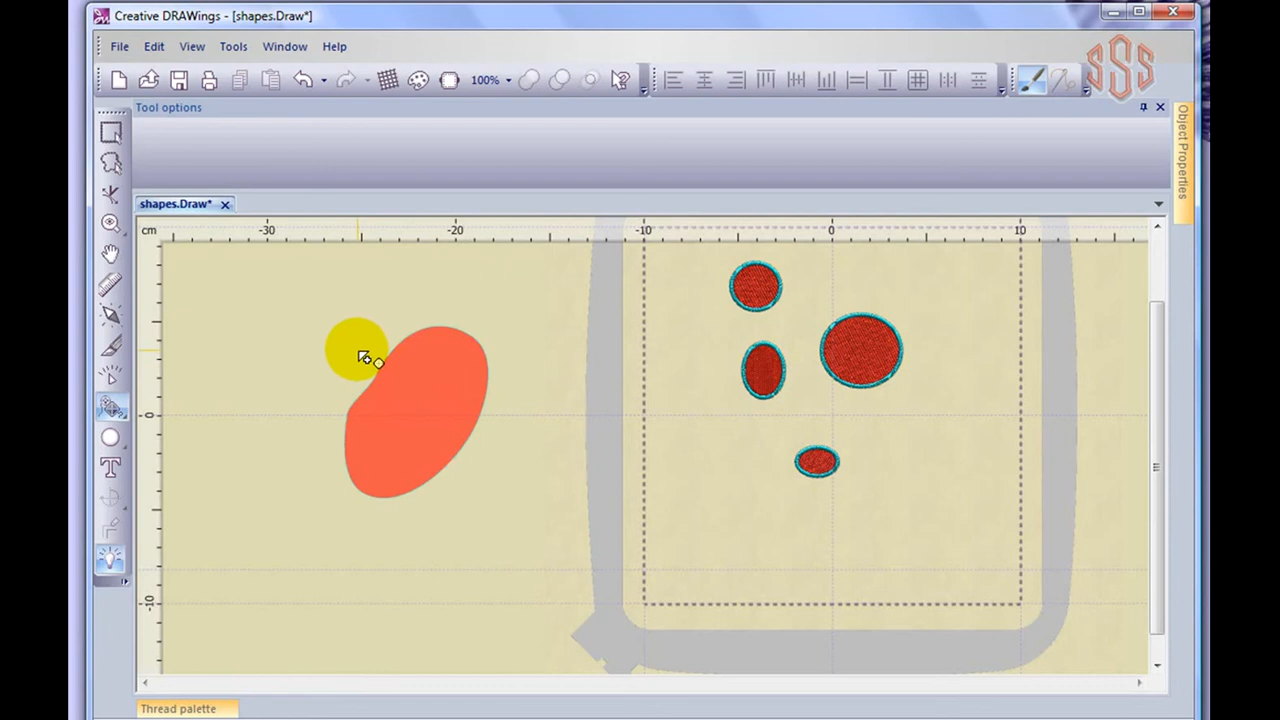 Creative DRAWings - [shapes.Draw*]
File Edit View Tools Window Help
100%
SSS
Tool options
shapes.Draw*
cm -30 -20 -10 0 10
0
-10
Object Properties
Thread palette